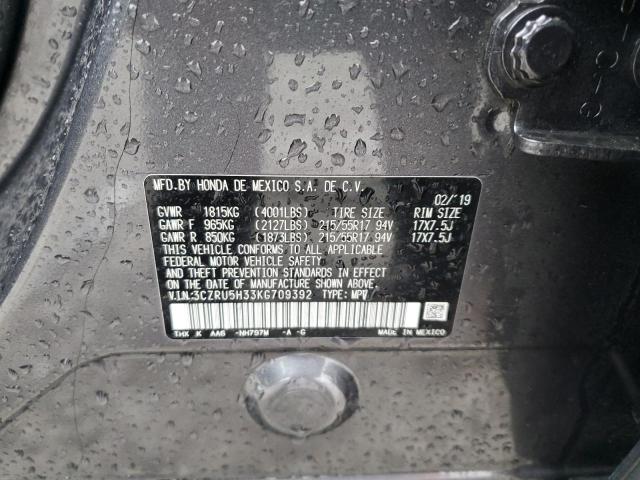 MFD.BY HONDA DE MEXICO S.A. DE C.V.
02/'19
GVWR 1815KG (4001LBS) TIRE SIZE RIM SIZE
GAWR F 965KG (2127LBS) 215/55R17 94V 17X7.5J
GAWR R 850KG (1873LBS) 215/55R17 94V 17X7.5J
THIS VEHICLE CONFORMS TO ALL APPLICABLE
FEDERAL MOTOR VEHICLE SAFETY
AND THEFT PREVENTION STANDARDS IN EFFECT
ON THE DATE OF MANUFACTURE SHOWN ABOVE.
V.I.N.:3CZRU5H33KG709392 TYPE: MPV
THX K AA6 -NH797M -A -G MADE IN MEXICO